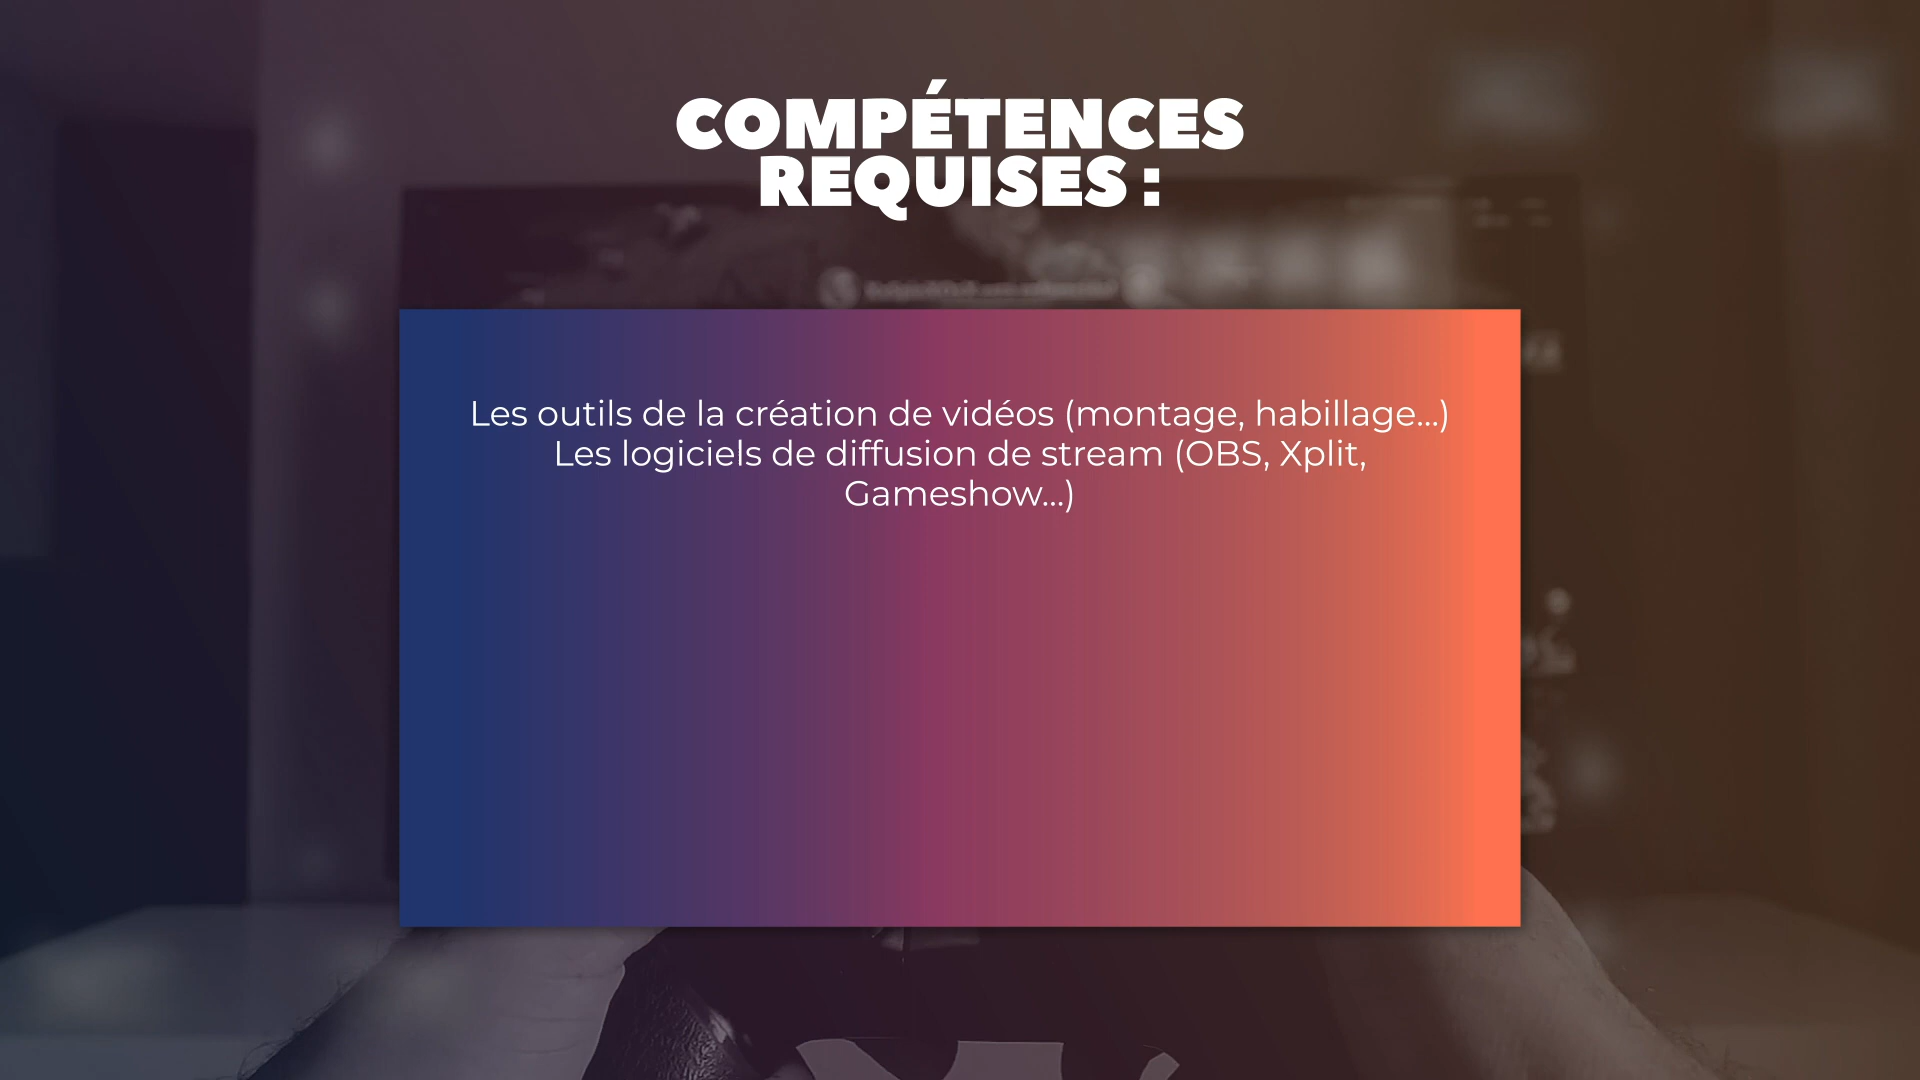 COMPÉTENCES
REQUISES :
Les outils de la création de vidéos (montage, habillage...)
Les logiciels de diffusion de stream (OBS, Xplit,
Gameshow...)